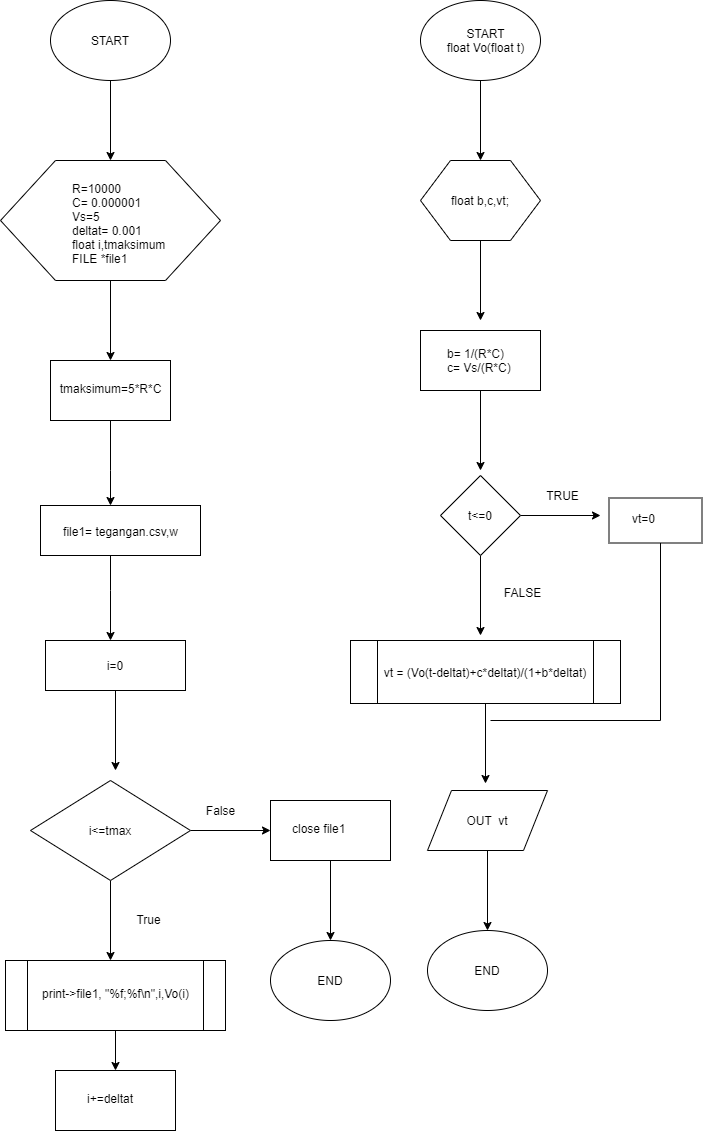 START
R=10000
C= 0.000001
Vs=5
deltat= 0.001
float i,tmaksimum
FILE *file1
tmaksimum=5*R*C
file1= tegangan.csv,w
i=0
i<=tmax
False
close file1
END
True
print->file1, "%f;%f\n",i,Vo(i)
i+=deltat
START
float Vo(float t)
float b,c,vt;
b= 1/(R*C)
c= Vs/(R*C)
t<=0
TRUE
vt=0
FALSE
vt = (Vo(t-deltat)+c*deltat)/(1+b*deltat)
OUT vt
END